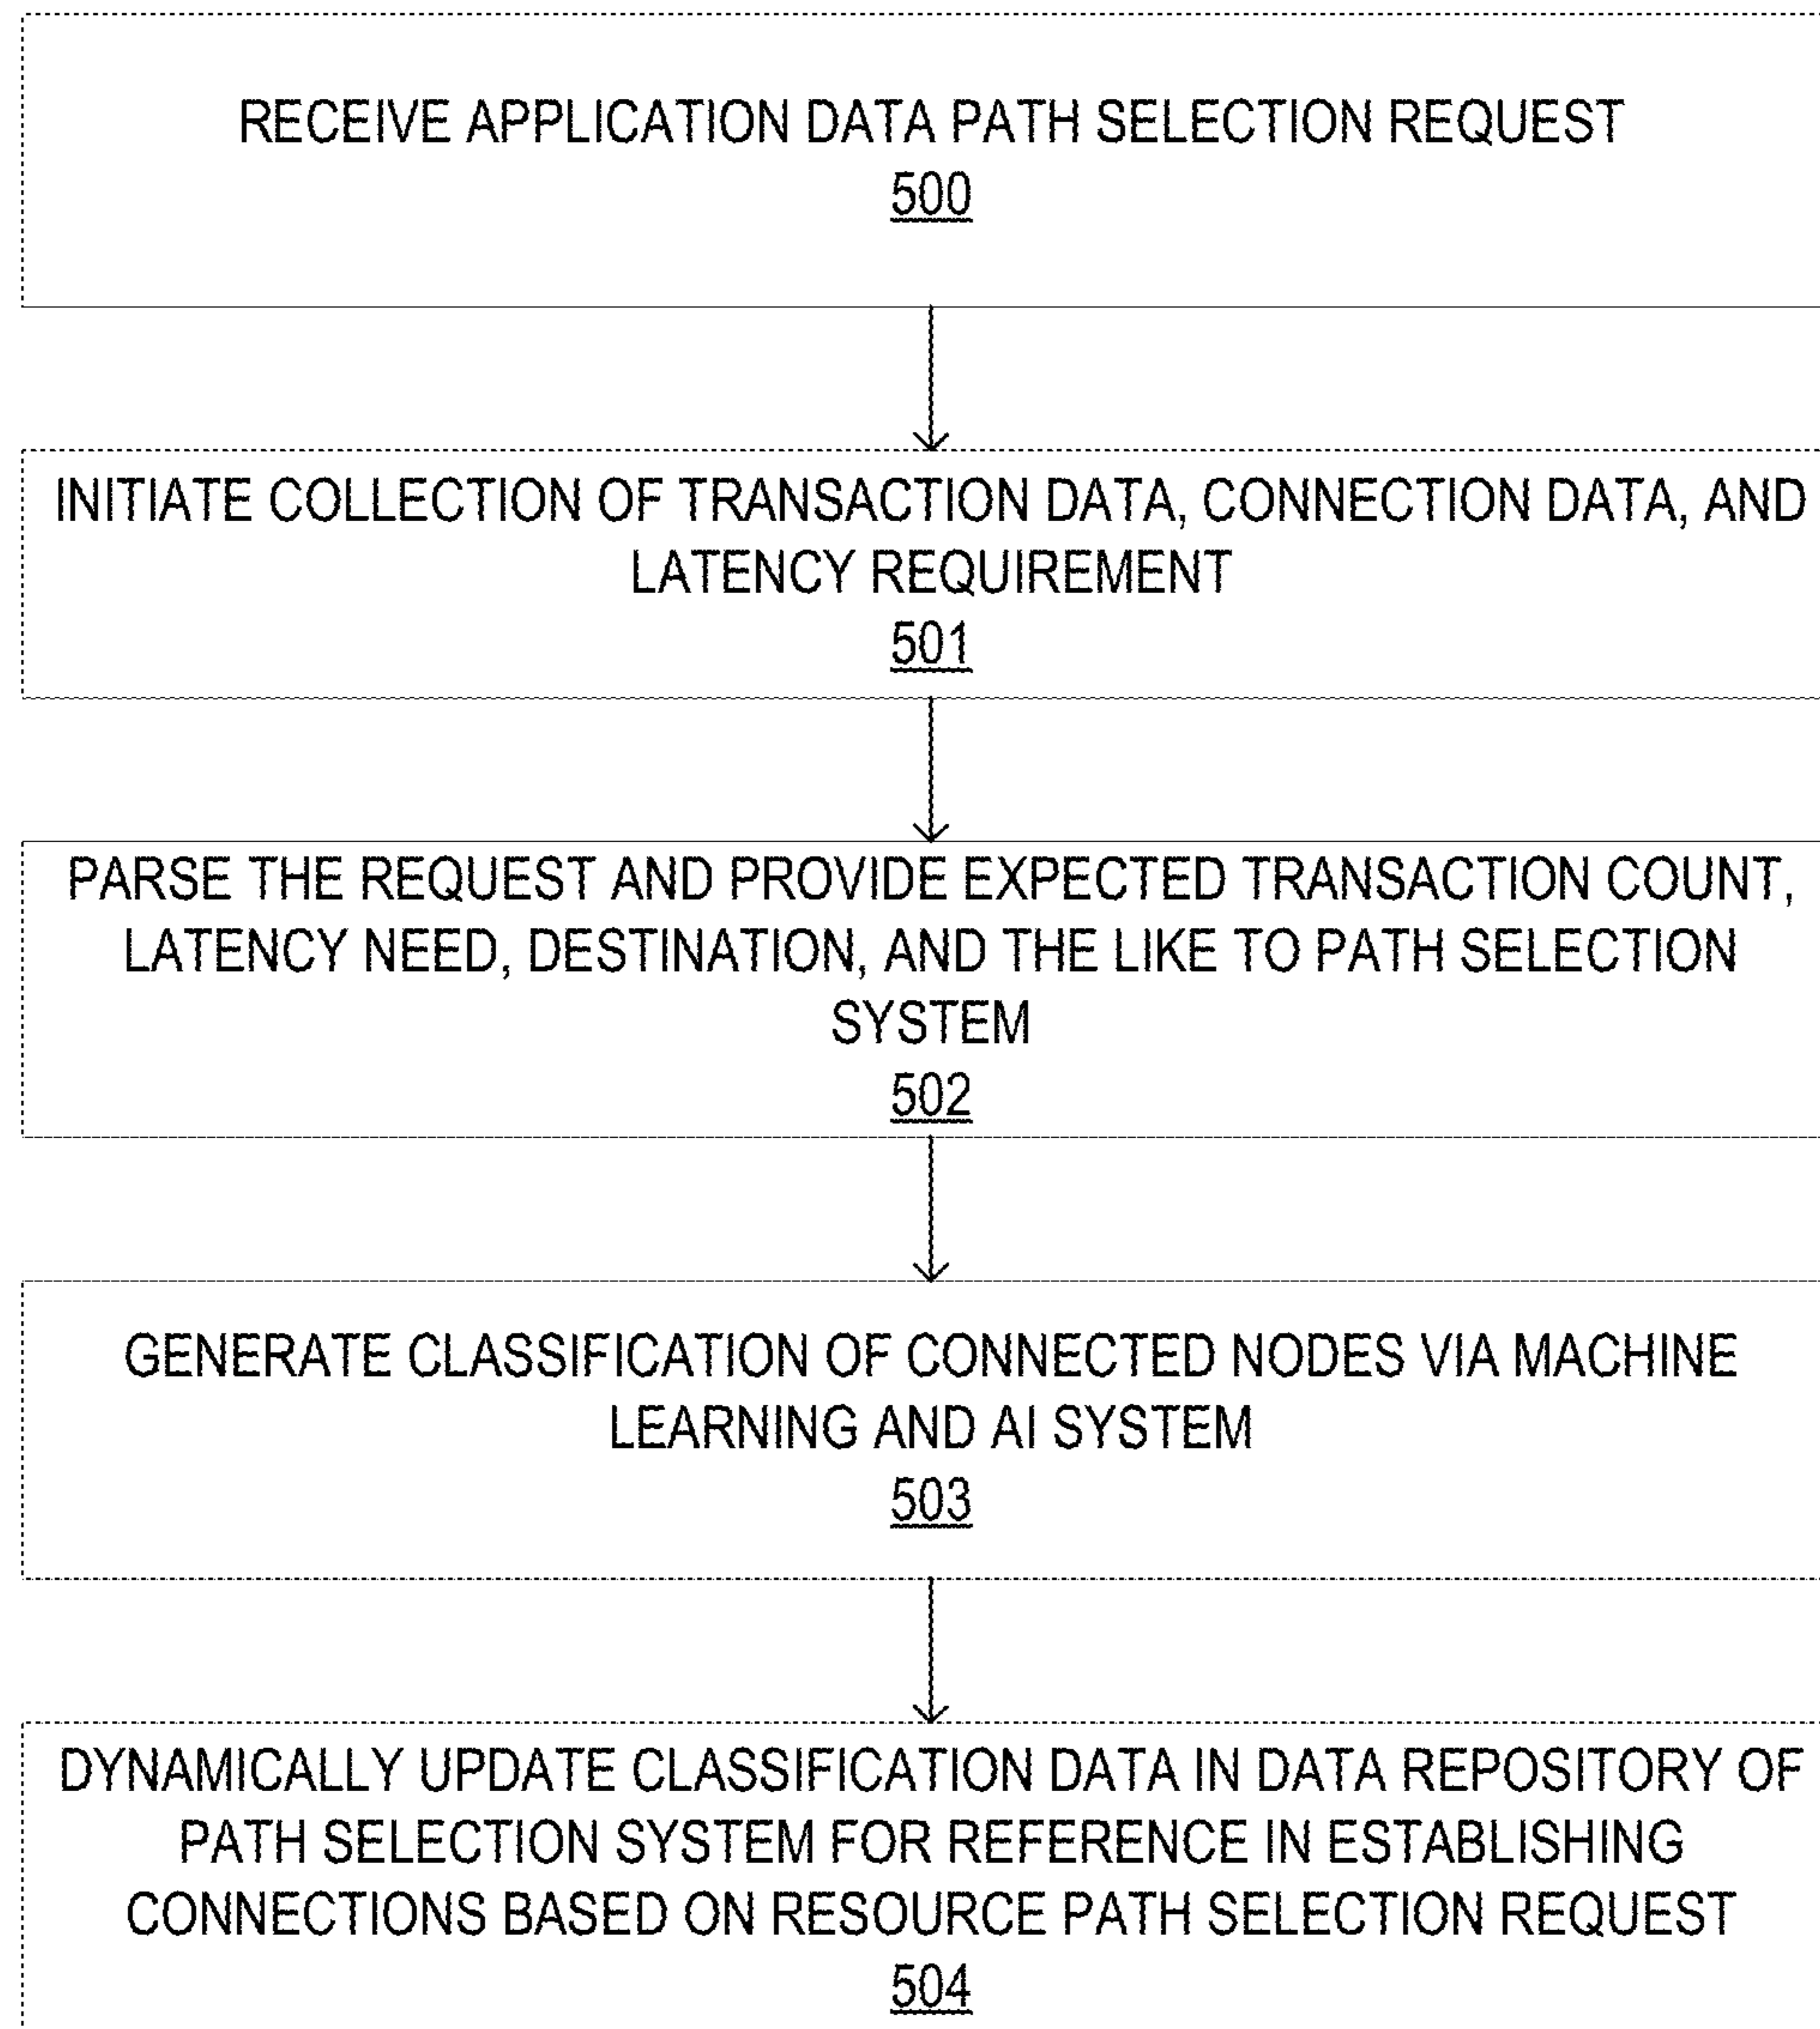 RECEIVE APPLICATION DATA PATH SELECTION REQUEST
500
INITIATE COLLECTION OF TRANSACTION DATA, CONNECTION DATA, AND
LATENCY REQUIREMENT
501
PARSE THE REQUEST AND PROVIDE EXPECTED TRANSACTION COUNT,
LATENCY NEED, DESTINATION, AND THE LIKE TO PATH SELECTION
SYSTEM
502
GENERATE CLASSIFICATION OF CONNECTED NODES VIA MACHINE
LEARNING AND AI SYSTEM
503
DYNAMICALLY UPDATE CLASSIFICATION DATA IN DATA REPOSITORY OF
PATH SELECTION SYSTEM FOR REFERENCE IN ESTABLISHING
CONNECTIONS BASED ON RESOURCE PATH SELECTION REQUEST
504